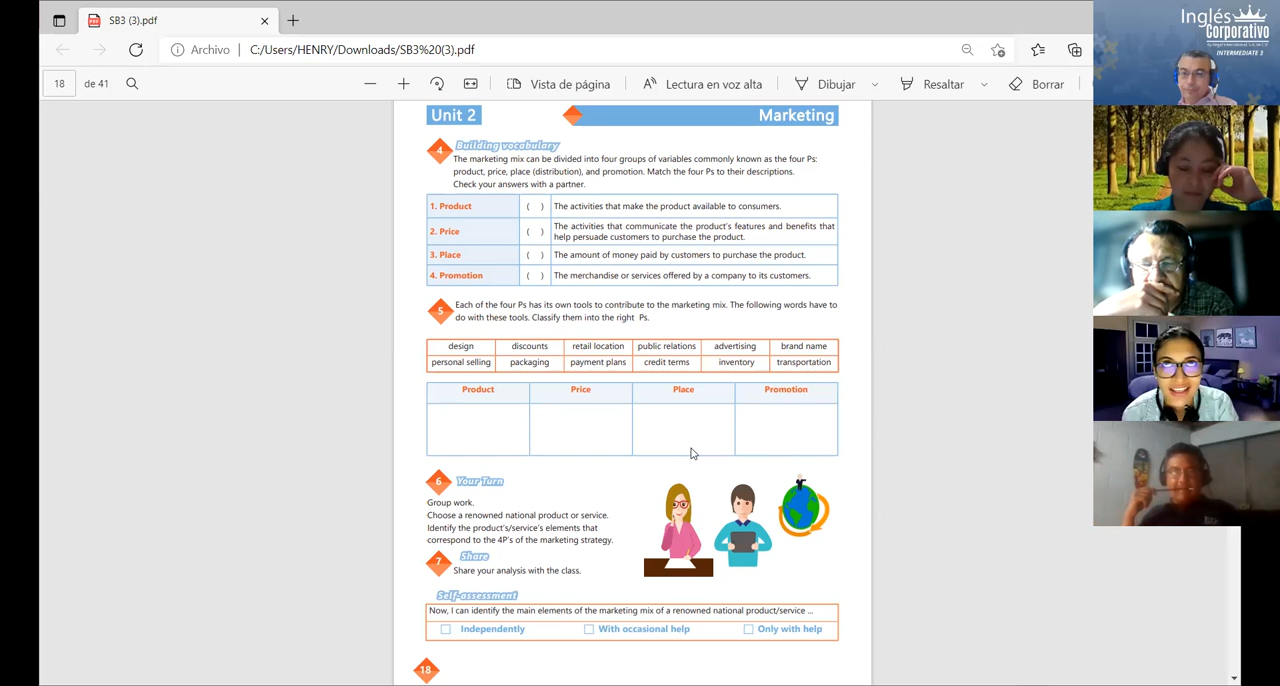 SB3 (3).pdf
Archivo
C:/Users/HENRY/Downloads/SB3%20(3).pdf
18
de 41
Vista de página
Lectura en voz alta
Dibujar
Resaltar
Borrar
Inglés
Corporativo
INTERMEDIATE 3
Unit 2
Marketing
4 Building vocabulary
The marketing mix can be divided into four groups of variables commonly known as the four Ps:
product, price, place (distribution), and promotion. Match the four Ps to their descriptions.
Check your answers with a partner.
1. Product ( ) The activities that make the product available to consumers.
2. Price ( ) The activities that communicate the product's features and benefits that
help persuade customers to purchase the product.
3. Place ( ) The amount of money paid by customers to purchase the product.
4. Promotion ( ) The merchandise or services offered by a company to its customers.
5 Each of the four Ps has its own tools to contribute to the marketing mix. The following words have to
do with these tools. Classify them into the right Ps.
design discounts retail location public relations advertising brand name
personal selling packaging payment plans credit terms inventory transportation
Product Price Place Promotion
6 Your Turn
Group work.
Choose a renowned national product or service.
Identify the product's/service's elements that
correspond to the 4P's of the marketing strategy.
7 Share
Share your analysis with the class.
Self-assessment
Now, I can identify the main elements of the marketing mix of a renowned national product/service ...
Independently With occasional help Only with help
18